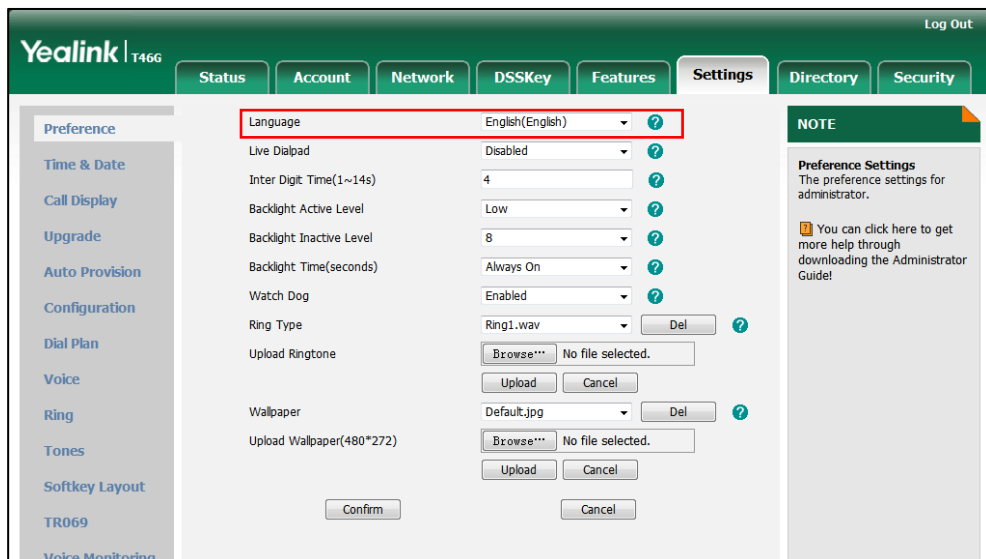 Log Out
Yealink T46G
Status Account Network DSSKey Features Settings Directory Security
Preference
Time & Date
Call Display
Upgrade
Auto Provision
Configuration
Dial Plan
Voice
Ring
Tones
Softkey Layout
TR069
Voice Monitoring
Language English(English) ?
Live Dialpad Disabled ?
Inter Digit Time(1~14s) 4 ?
Backlight Active Level Low ?
Backlight Inactive Level 8 ?
Backlight Time(seconds) Always On ?
Watch Dog Enabled ?
Ring Type Ring1.wav Del ?
Upload Ringtone Browse··· No file selected.
Upload Cancel
Wallpaper Default.jpg Del ?
Upload Wallpaper(480*272) Browse··· No file selected.
Upload Cancel
Confirm Cancel
NOTE
Preference Settings
The preference settings for
administrator.
? You can click here to get
more help through
downloading the Administrator
Guide!